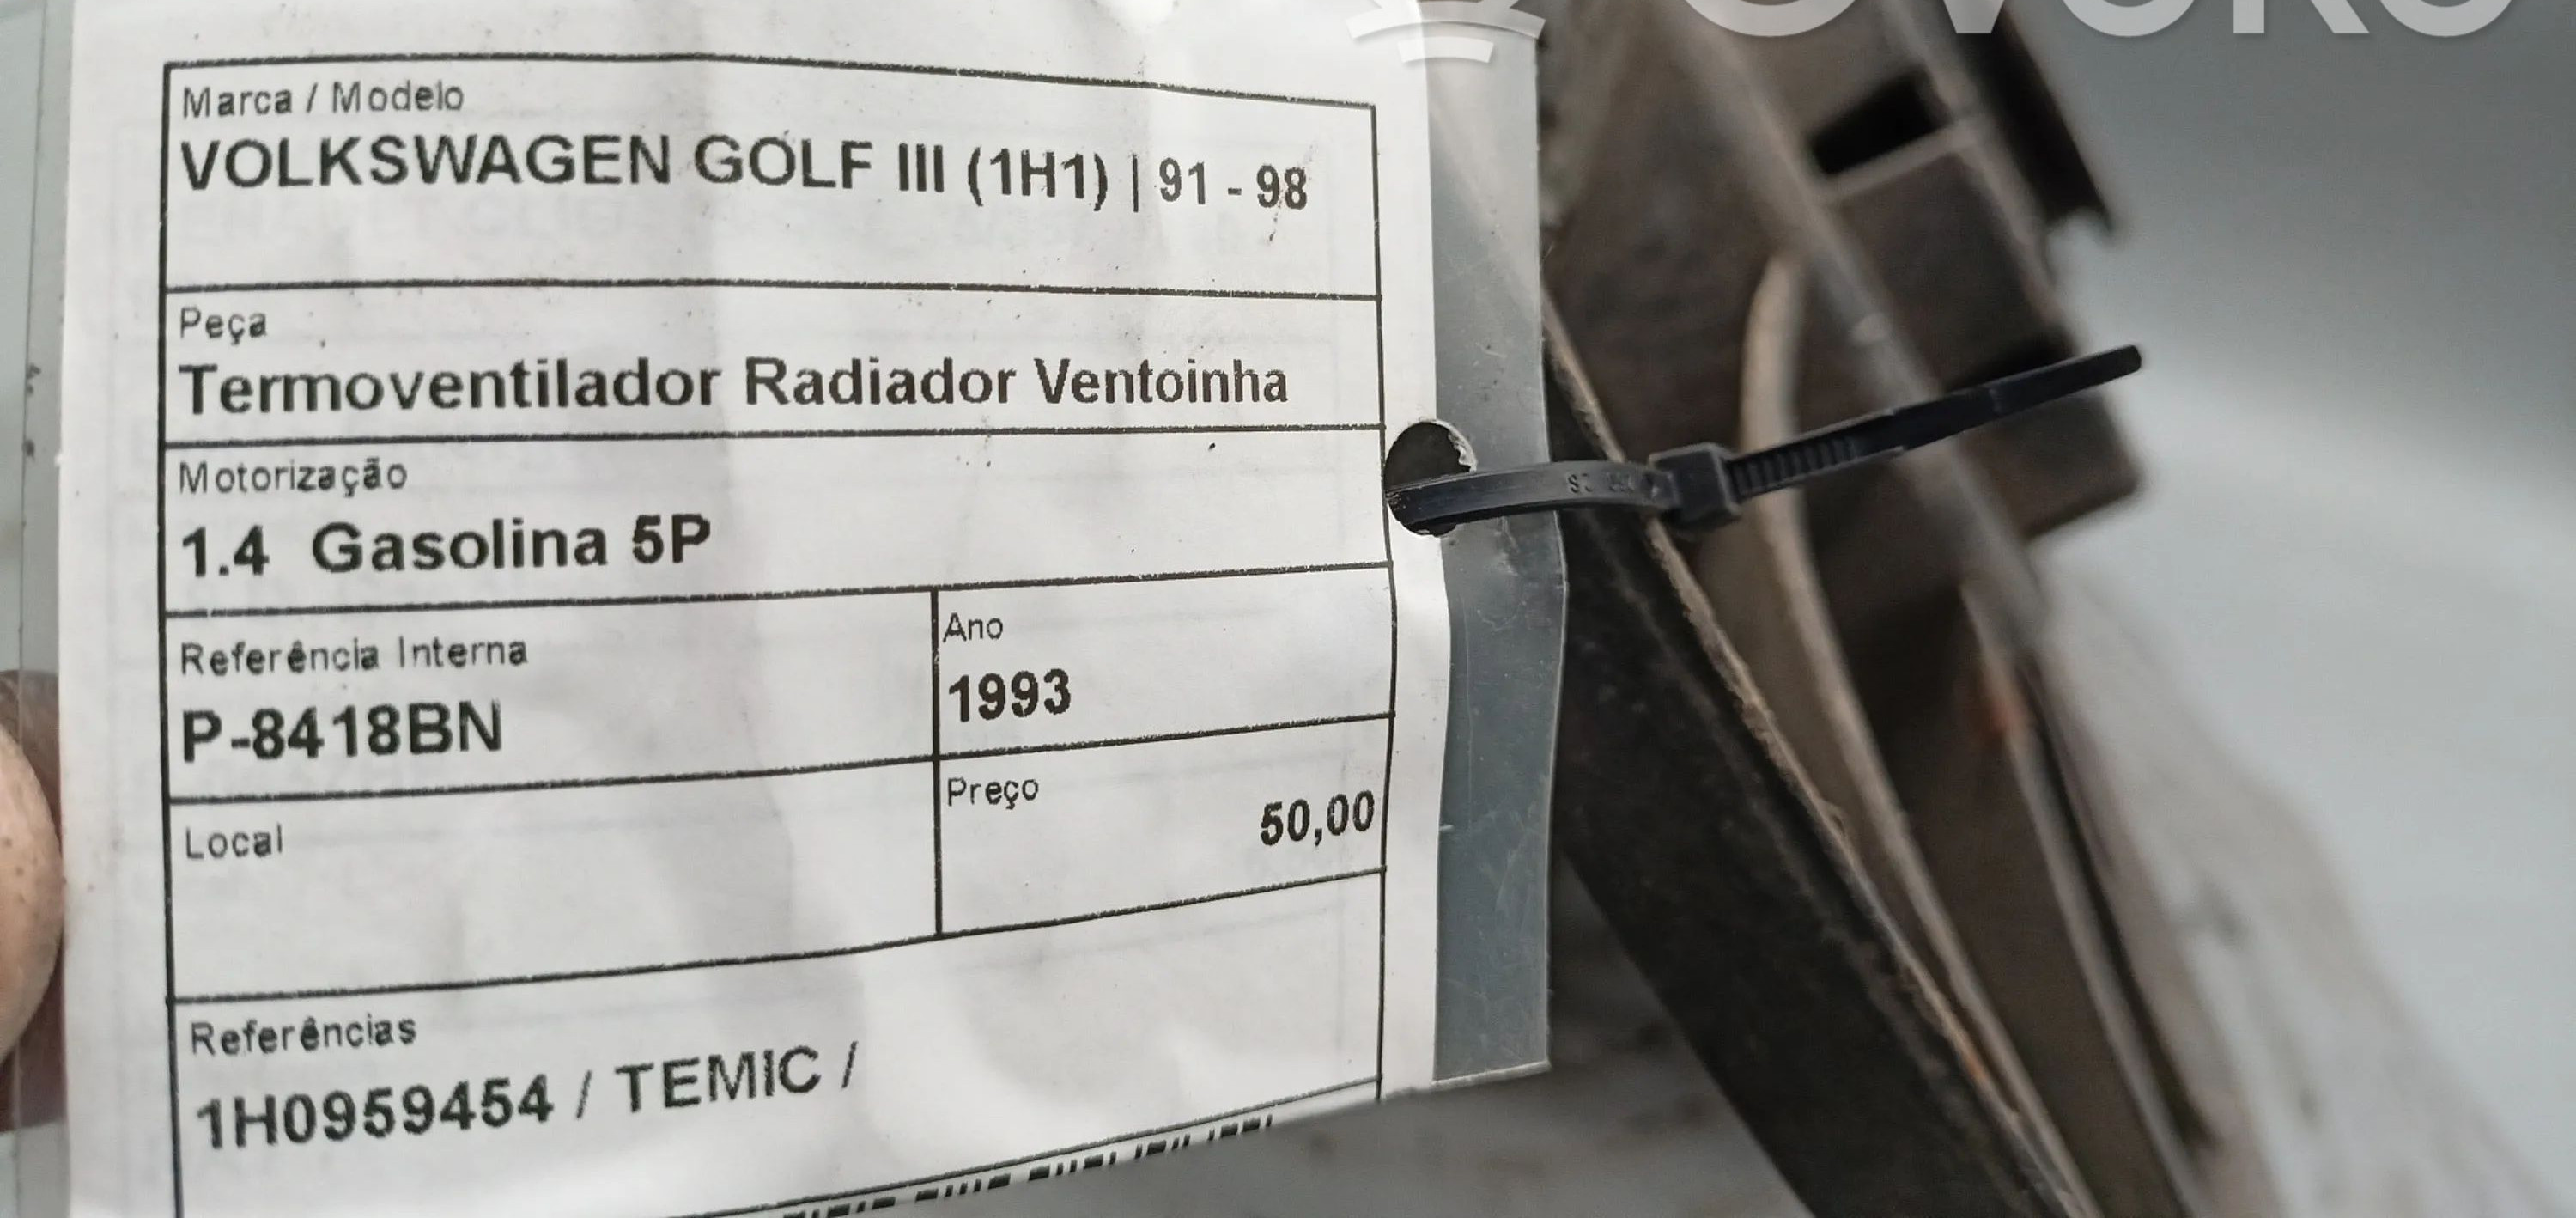 Marca / Modelo
VOLKSWAGEN GOLF III (1H1) | 91 - 98
Peça
Termoventilador Radiador Ventoinha
Motorização
1.4 Gasolina 5P
Referência Interna
P-8418BN
Ano
1993
Local
Preço
50,00
Referências
1H0959454 / TEMIC /